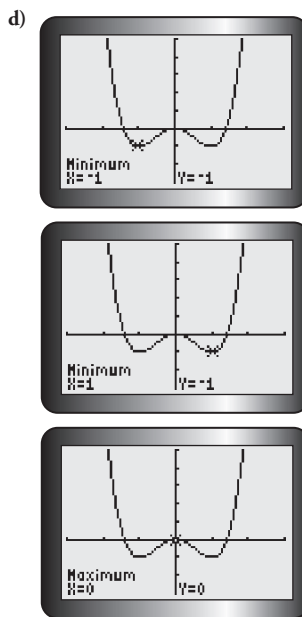 d)
Minimum
X=-1 Y=-1
Minimum
X=1 Y=-1
Maximum
X=0 Y=0